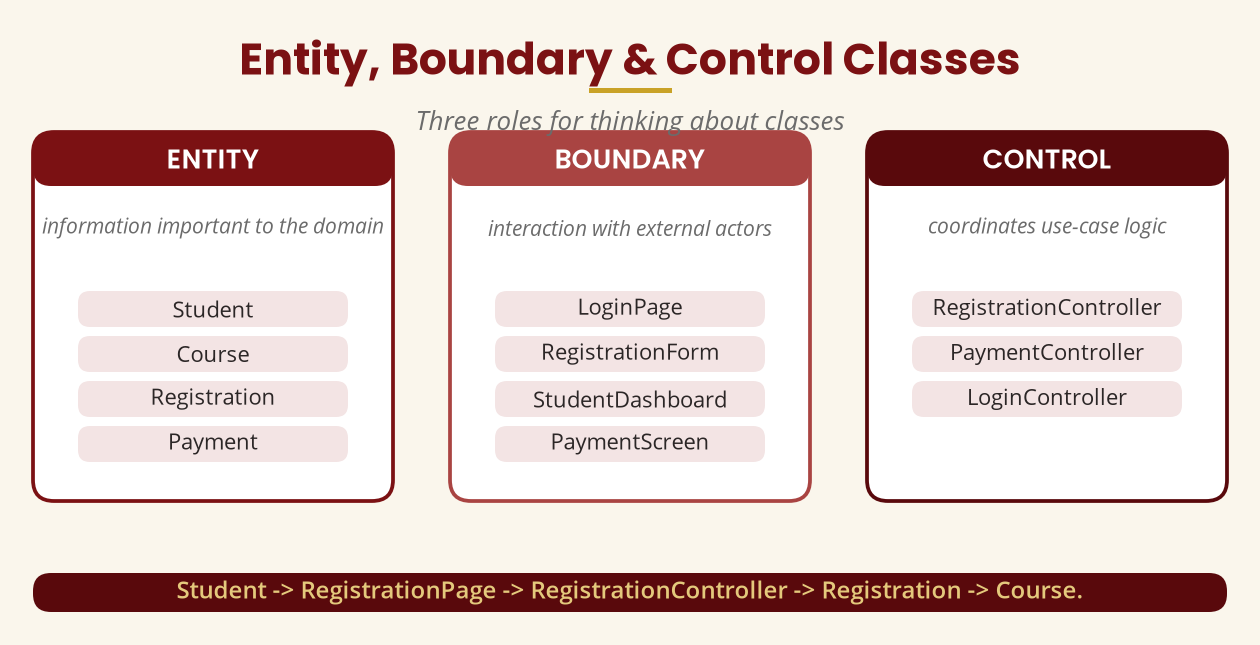 Entity, Boundary & Control Classes
Three roles for thinking about classes
ENTITY
information important to the domain
Student
Course
Registration
Payment
BOUNDARY
interaction with external actors
LoginPage
RegistrationForm
StudentDashboard
PaymentScreen
CONTROL
coordinates use-case logic
RegistrationController
PaymentController
LoginController
Student -> RegistrationPage -> RegistrationController -> Registration -> Course.